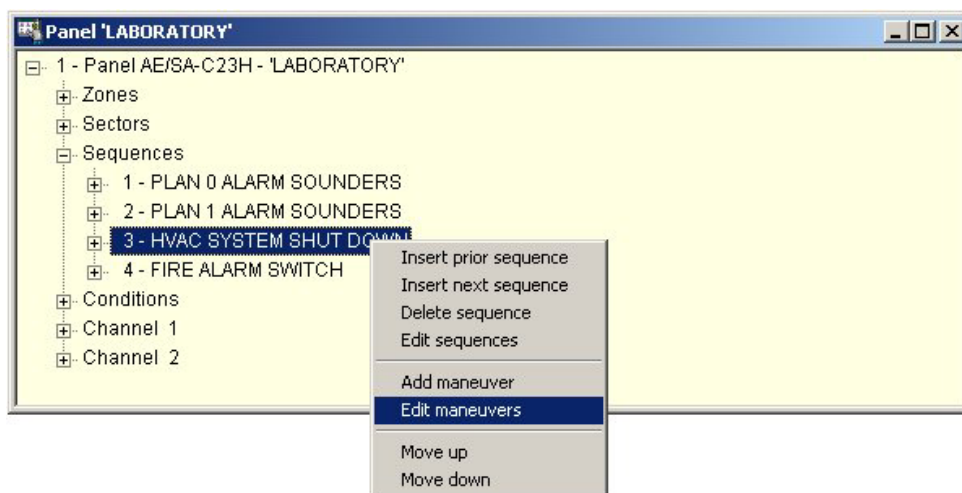 Panel 'LABORATORY'
1 - Panel AE/SA-C23H - 'LABORATORY'
Zones
Sectors
Sequences
1 - PLAN 0 ALARM SOUNDERS
2 - PLAN 1 ALARM SOUNDERS
3 - HVAC SYSTEM SHUT DOWN
4 - FIRE ALARM SWITCH
Conditions
Channel 1
Channel 2
Insert prior sequence
Insert next sequence
Delete sequence
Edit sequences
Add maneuver
Edit maneuvers
Move up
Move down